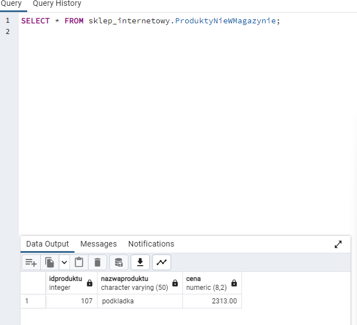 Query Query History
1 SELECT * FROM sklep_internetowy.ProduktyNieWMagazynie;
2
Data Output Messages Notifications
idproduktu nazwaproduktu cena
integer character varying (50) numeric (8,2)
1 107 podkladka 2313.00